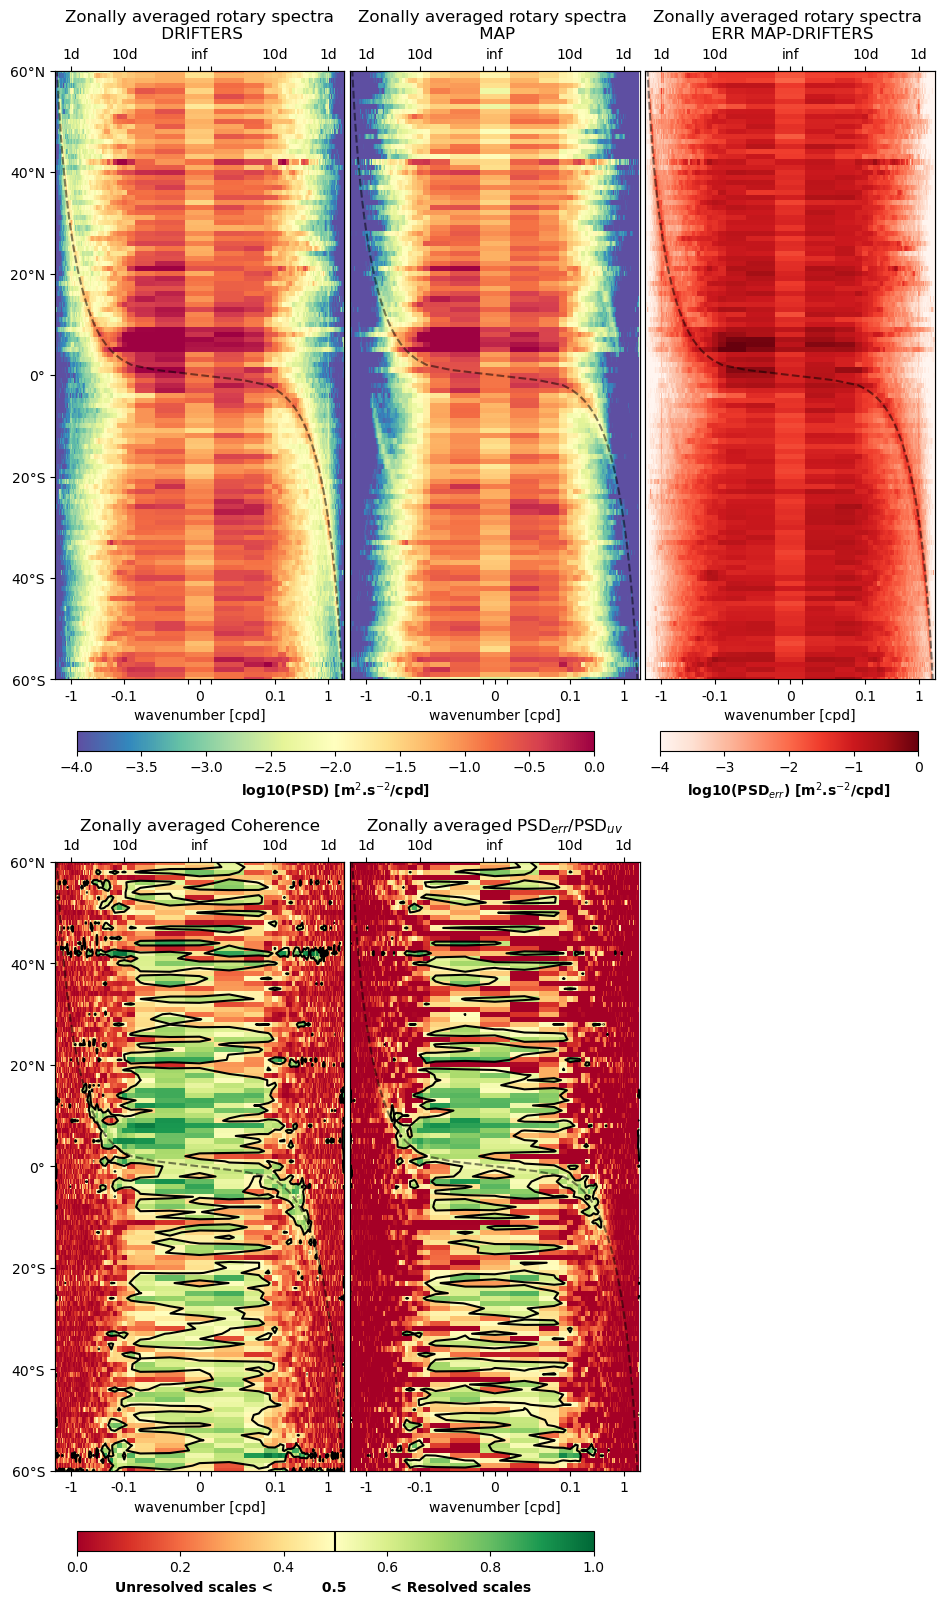 Zonally averaged rotary spectra
DRIFTERS
Zonally averaged rotary spectra
MAP
Zonally averaged rotary spectra
ERR MAP-DRIFTERS
1d 10d inf 10d 1d
1d 10d inf 10d 1d
1d 10d inf 10d 1d
60°N
40°N
20°N
0°
20°S
40°S
60°S
-1 -0.1 0 0.1 1
-1 -0.1 0 0.1 1
-1 -0.1 0 0.1 1
wavenumber [cpd]
wavenumber [cpd]
wavenumber [cpd]
−4.0 −3.5 −3.0 −2.5 −2.0 −1.5 −1.0 −0.5 0.0
log10(PSD) [m².s⁻²/cpd]
−4 −3 −2 −1 0
log10(PSD_err) [m².s⁻²/cpd]
Zonally averaged Coherence
Zonally averaged PSD_err/PSD_uv
1d 10d inf 10d 1d
1d 10d inf 10d 1d
60°N
40°N
20°N
0°
20°S
40°S
60°S
-1 -0.1 0 0.1 1
-1 -0.1 0 0.1 1
wavenumber [cpd]
wavenumber [cpd]
0.0 0.2 0.4 0.6 0.8 1.0
Unresolved scales < 0.5 < Resolved scales